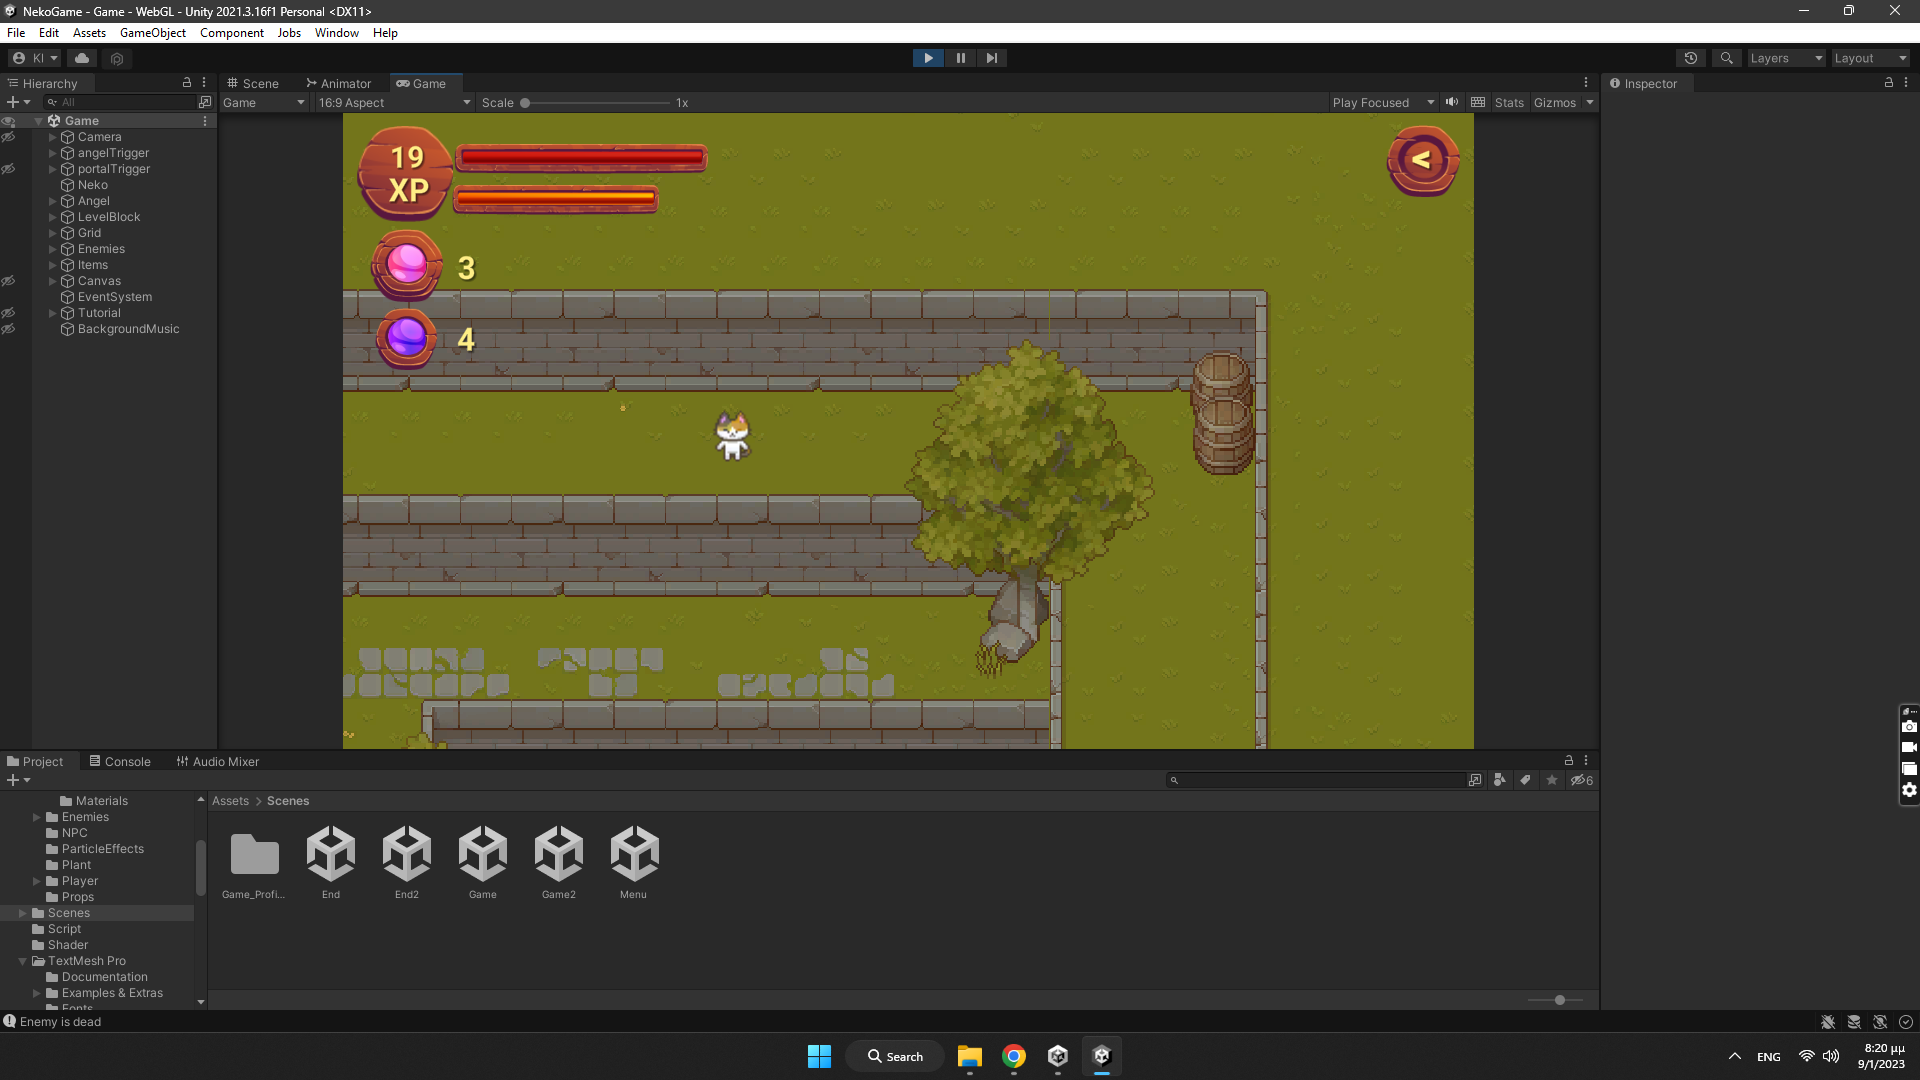 NekoGame - Game - WebGL - Unity 2021.3.16f1 Personal <DX11>
File Edit Assets GameObject Component Jobs Window Help
KI Layers Layout
Hierarchy Scene Animator Game Inspector
All Game 16:9 Aspect Scale 1x Play Focused Stats Gizmos
Game
Camera
angelTrigger
portalTrigger
Neko
Angel
LevelBlock
Grid
Enemies
Items
Canvas
EventSystem
Tutorial
BackgroundMusic
19
XP
<
3
4
Project Console Audio Mixer
6
Assets > Scenes
Materials
Enemies
NPC
ParticleEffects
Plant
Player
Props
Scenes
Script
Shader
TextMesh Pro
Documentation
Examples & Extras
Fonts
Game_Profi... End End2 Game Game2 Menu
Enemy is dead
Search
ENG
8:20 μμ
9/1/2023